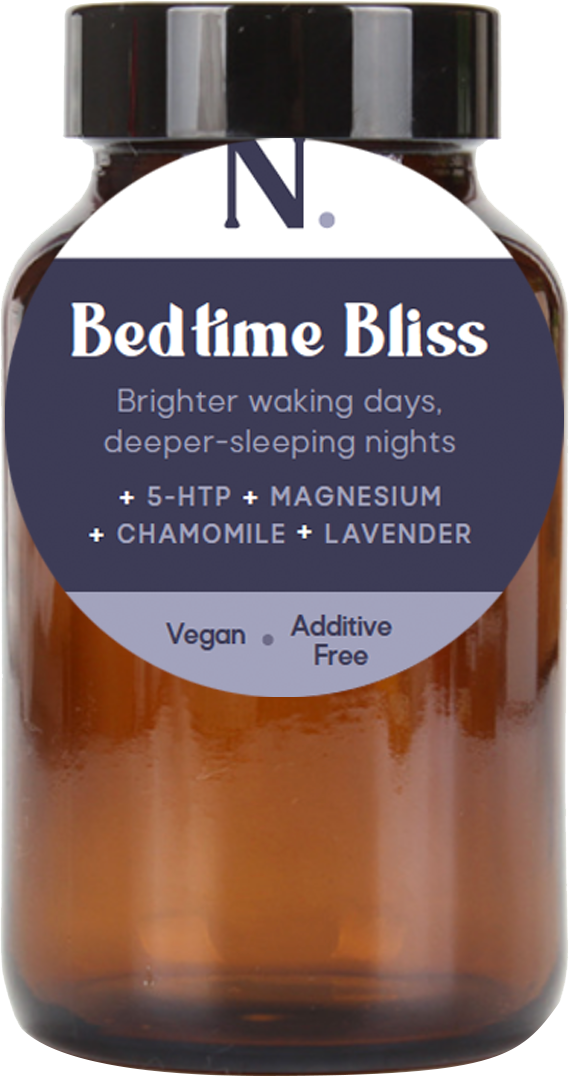 N.
Bedtime Bliss
Brighter waking days,
deeper-sleeping nights
+ 5-HTP + MAGNESIUM
+ CHAMOMILE + LAVENDER
Vegan • Additive
Free